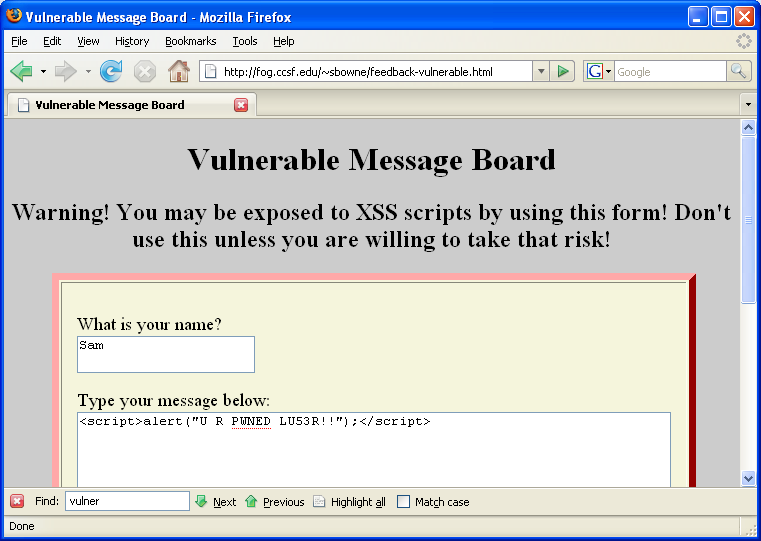 Vulnerable Message Board - Mozilla Firefox
File Edit View History Bookmarks Tools Help
http://fog.ccsf.edu/~sbowne/feedback-vulnerable.html
G Google
Vulnerable Message Board
Vulnerable Message Board
Warning! You may be exposed to XSS scripts by using this form! Don't
use this unless you are willing to take that risk!
What is your name?
Sam
Type your message below:
<script>alert("U R PWNED LU53R!!");</script>
Find: vulner Next Previous Highlight all Match case
Done